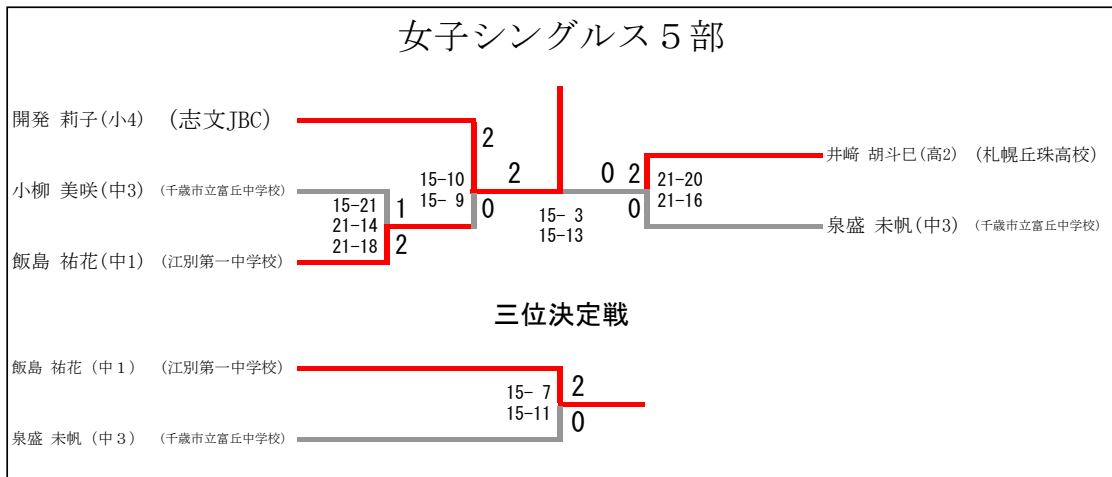 女子シングルス５部
開発 莉子(小4) (志文JBC)
2
井﨑 胡斗巳(高2) (札幌丘珠高校)
0 2
2
小柳 美咲(中3) (千歳市立富丘中学校)
15-10
15- 9
21-20
21-16
15-21
21-14
21-18
1
0
15- 3
15-13
0
泉盛 未帆(中3) (千歳市立富丘中学校)
2
飯島 祐花(中1) (江別第一中学校)
三位決定戦
飯島 祐花 (中１) (江別第一中学校)
15- 7
15-11
2
0
泉盛 未帆 (中３) (千歳市立富丘中学校)